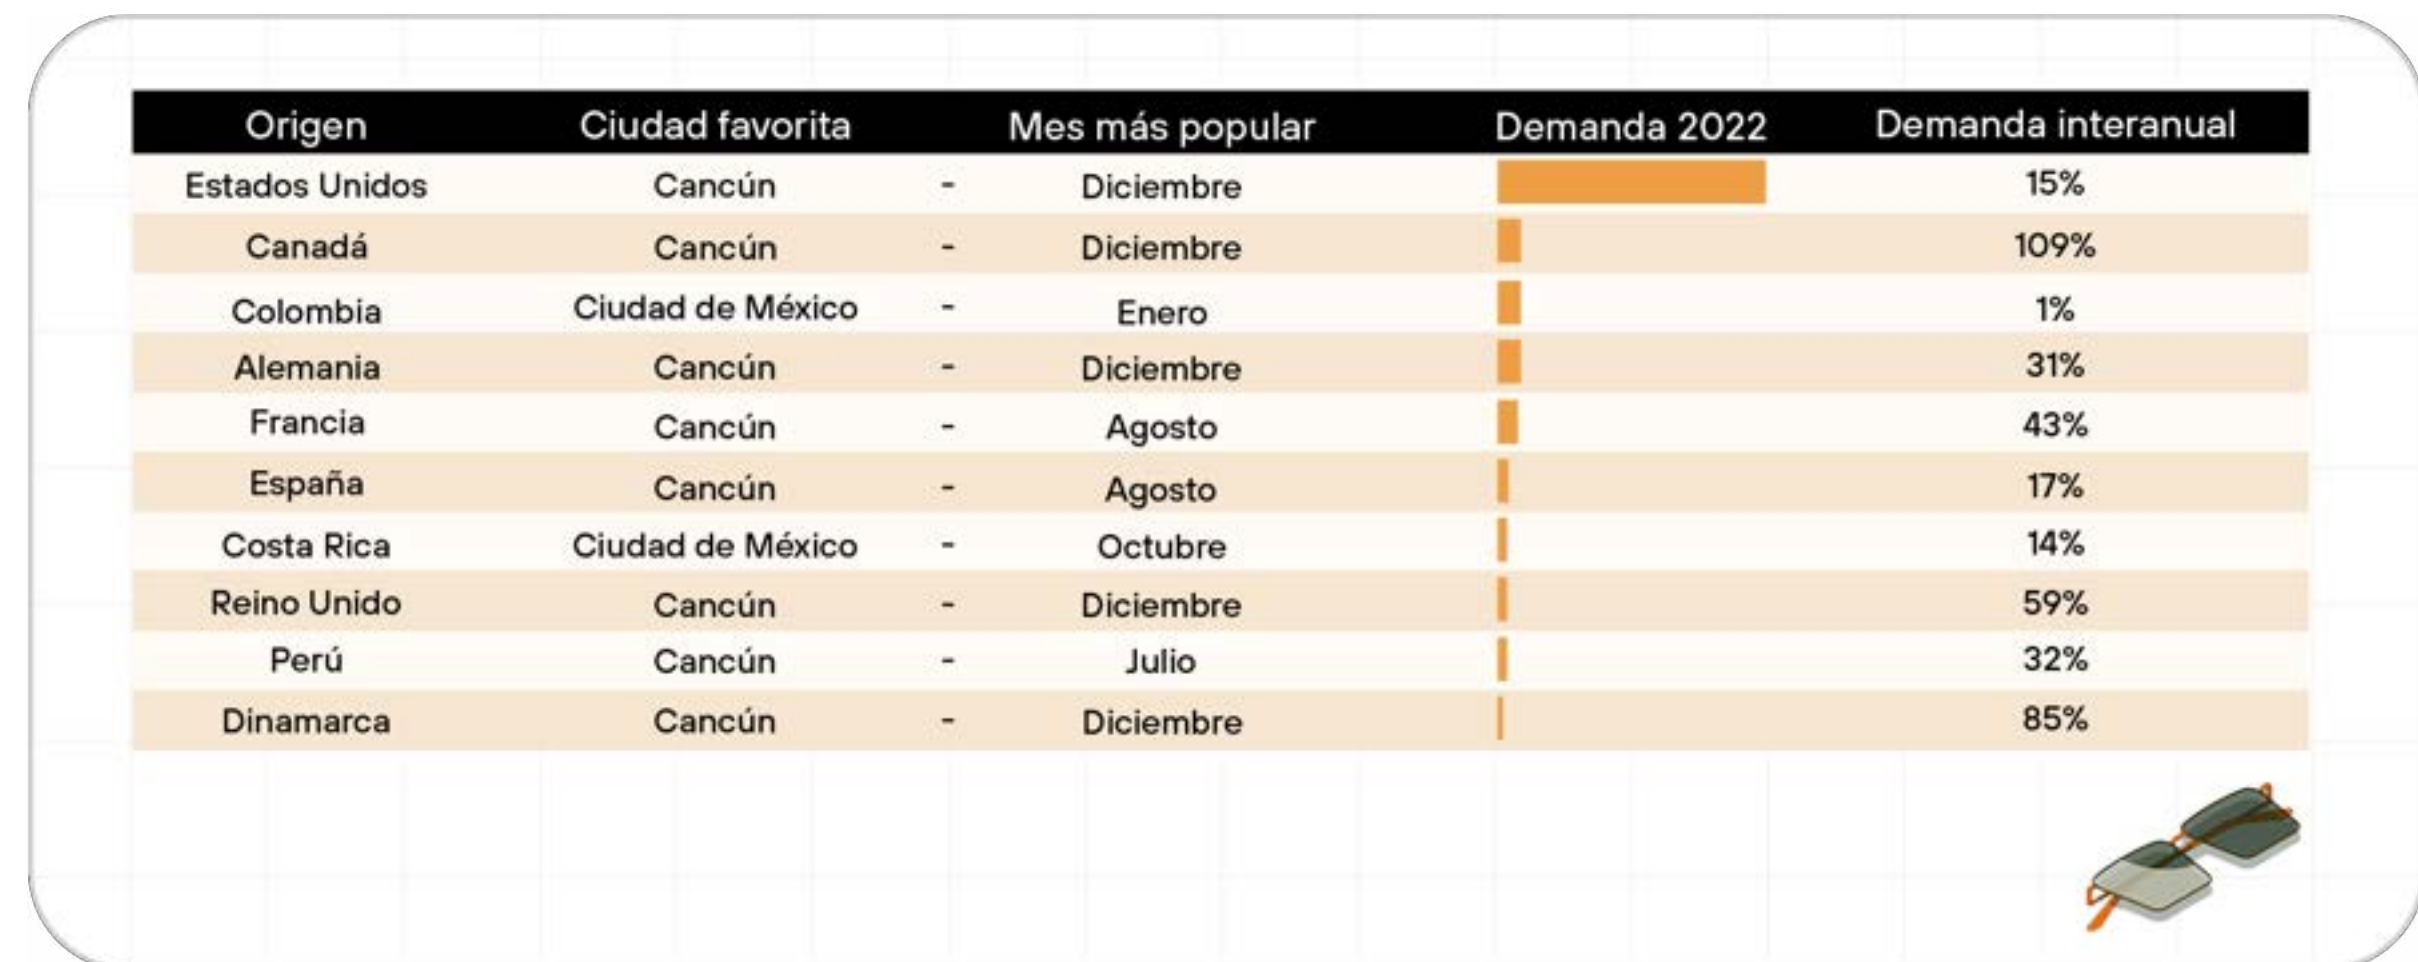 Origen Ciudad favorita Mes más popular Demanda 2022 Demanda interanual
Estados Unidos Cancún - Diciembre 15%
Canadá Cancún - Diciembre 109%
Colombia Ciudad de México - Enero 1%
Alemania Cancún - Diciembre 31%
Francia Cancún - Agosto 43%
España Cancún - Agosto 17%
Costa Rica Ciudad de México - Octubre 14%
Reino Unido Cancún - Diciembre 59%
Perú Cancún - Julio 32%
Dinamarca Cancún - Diciembre 85%